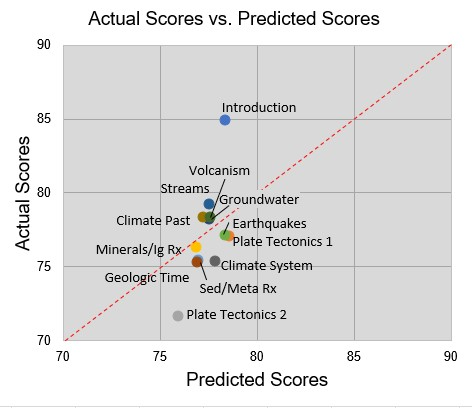 Actual Scores vs. Predicted Scores
90
85
80
75
70
Actual Scores
Introduction
Volcanism
Streams
Groundwater
Climate Past
Earthquakes
Plate Tectonics 1
Minerals/Ig Rx
Climate System
Geologic Time
Sed/Meta Rx
Plate Tectonics 2
70 75 80 85 90
Predicted Scores